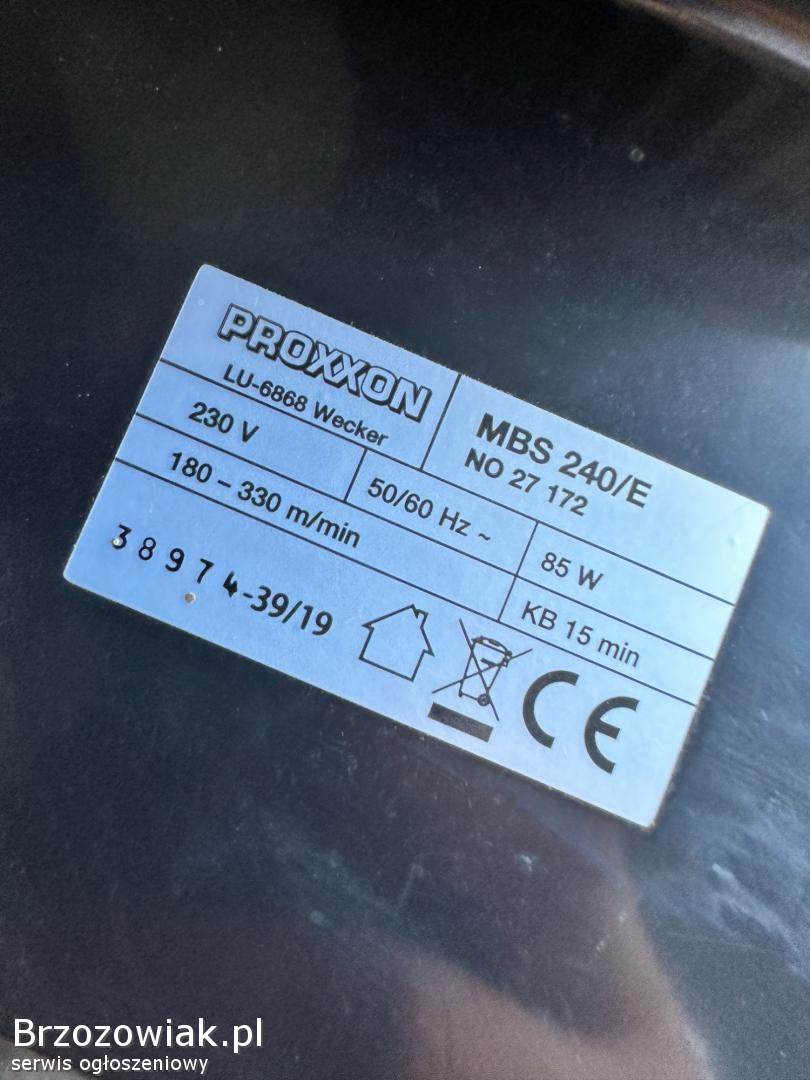 PROXXON
LU-6868 Wecker
MBS 240/E
NO 27 172
230 V
50/60 Hz ~
85 W
180 – 330 m/min
KB 15 min
38974-39/19
CE
Brzozowiak.pl
serwis ogłoszeniowy